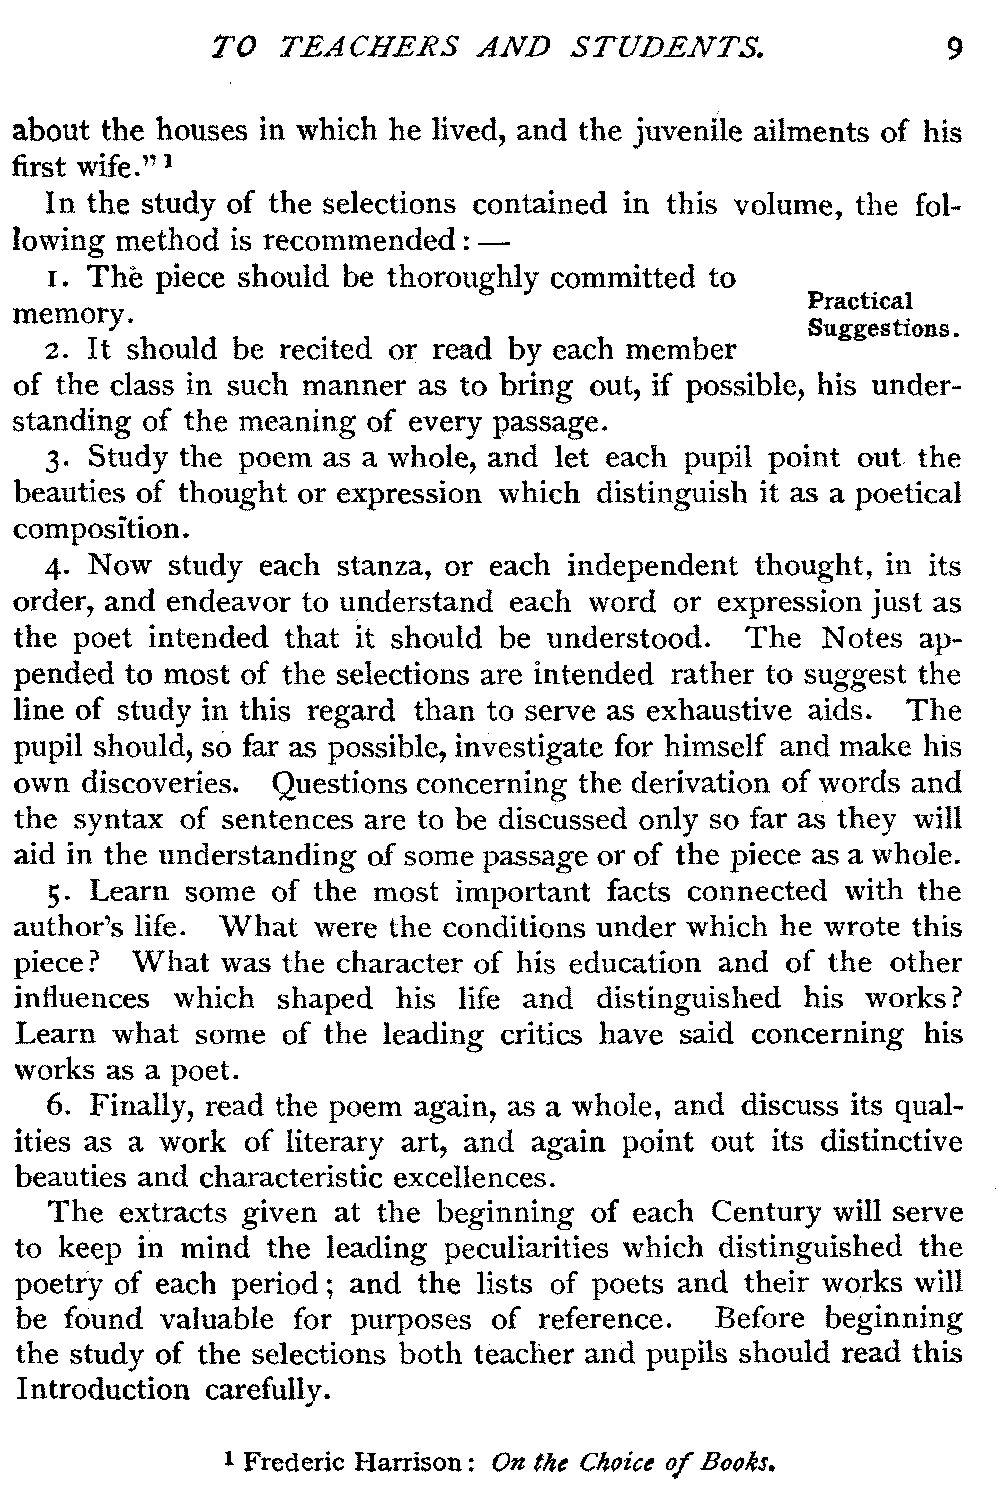 TO TEACHERS AND STUDENTS. 9
about the houses in which he lived, and the juvenile ailments of his
first wife.” 1
In the study of the selections contained in this volume, the fol-
lowing method is recommended : —
1. The piece should be thoroughly committed to
memory.
Practical
Suggestions.
2. It should be recited or read by each member
of the class in such manner as to bring out, if possible, his under-
standing of the meaning of every passage.
3. Study the poem as a whole, and let each pupil point out the
beauties of thought or expression which distinguish it as a poetical
composition.
4. Now study each stanza, or each independent thought, in its
order, and endeavor to understand each word or expression just as
the poet intended that it should be understood. The Notes ap-
pended to most of the selections are intended rather to suggest the
line of study in this regard than to serve as exhaustive aids. The
pupil should, so far as possible, investigate for himself and make his
own discoveries. Questions concerning the derivation of words and
the syntax of sentences are to be discussed only so far as they will
aid in the understanding of some passage or of the piece as a whole.
5. Learn some of the most important facts connected with the
author’s life. What were the conditions under which he wrote this
piece? What was the character of his education and of the other
influences which shaped his life and distinguished his works?
Learn what some of the leading critics have said concerning his
works as a poet.
6. Finally, read the poem again, as a whole, and discuss its qual-
ities as a work of literary art, and again point out its distinctive
beauties and characteristic excellences.
The extracts given at the beginning of each Century will serve
to keep in mind the leading peculiarities which distinguished the
poetry of each period; and the lists of poets and their works will
be found valuable for purposes of reference. Before beginning
the study of the selections both teacher and pupils should read this
Introduction carefully.
1 Frederic Harrison: On the Choice of Books.